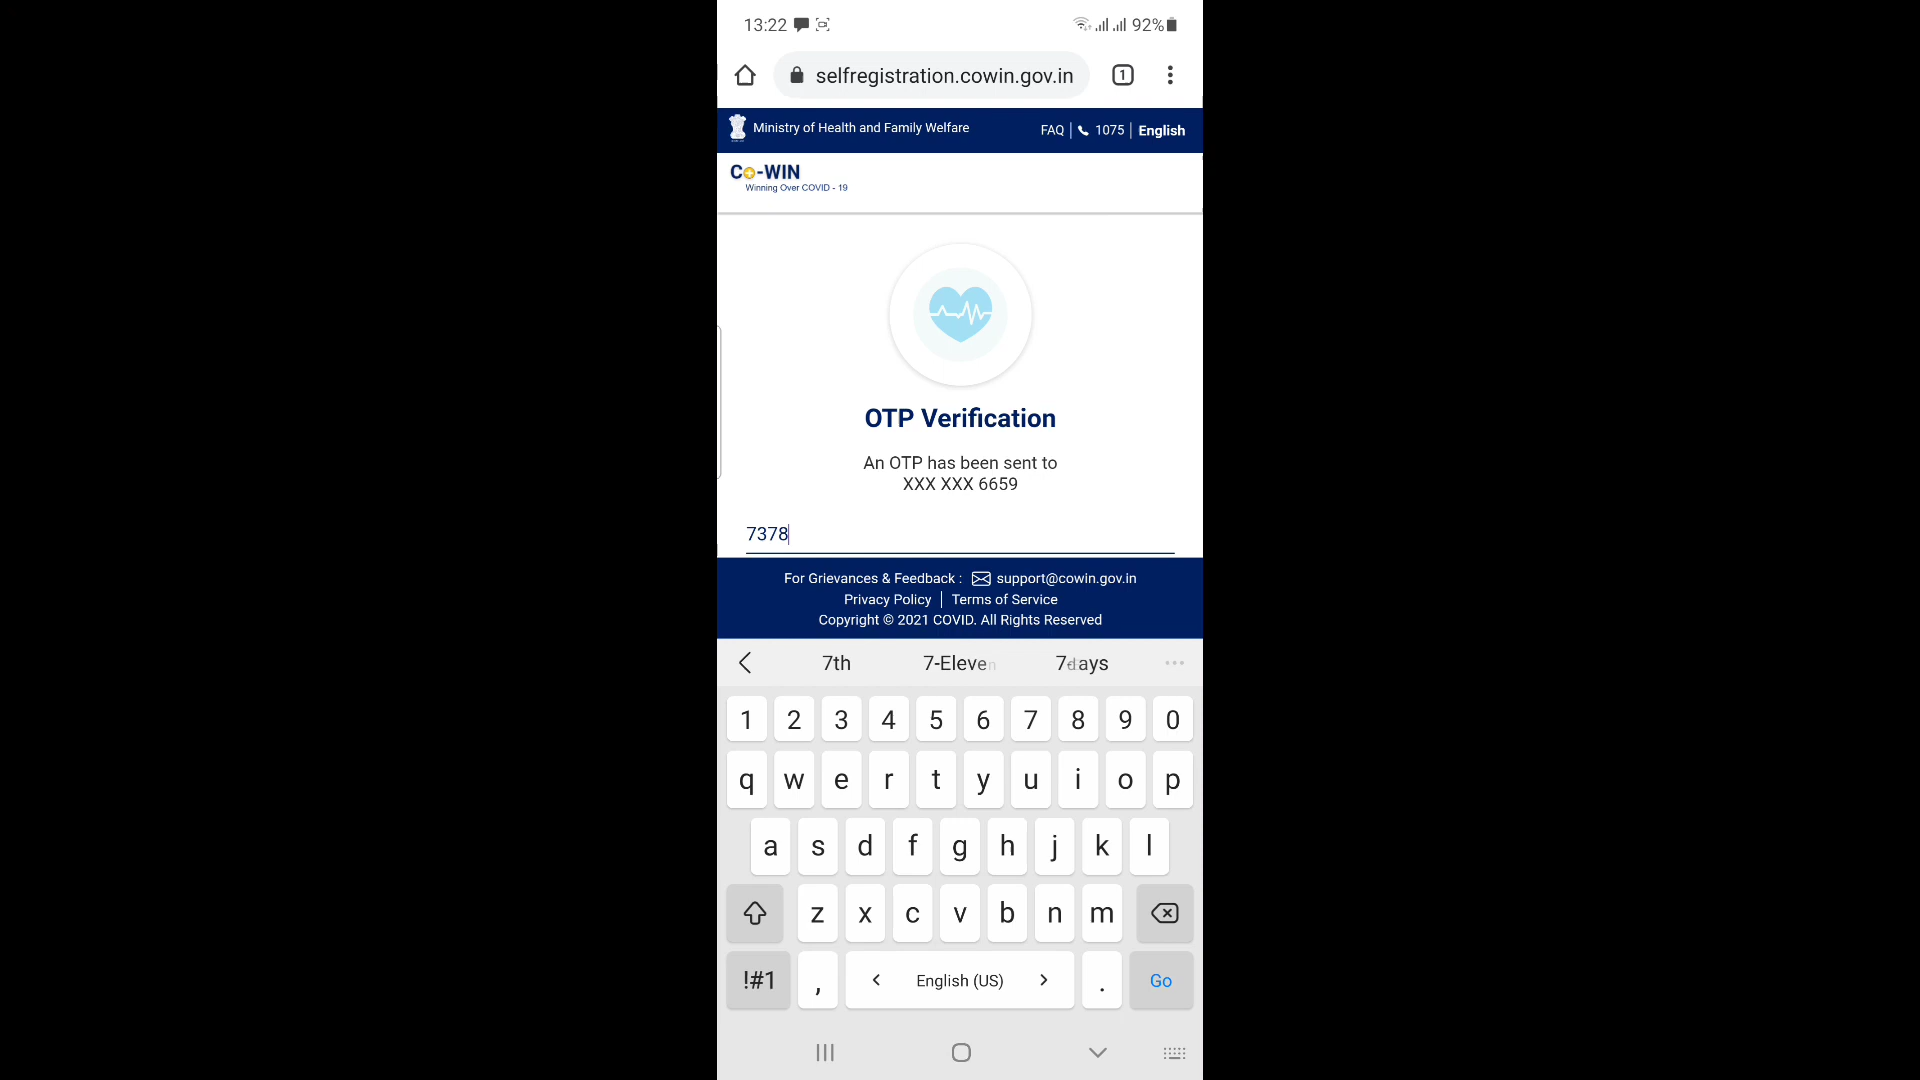 13:22 92%
selfregistration.cowin.gov.in 1
Ministry of Health and Family Welfare FAQ | 1075 | English
Co-WIN
Winning Over COVID - 19
OTP Verification
An OTP has been sent to
XXX XXX 6659
7378
For Grievances & Feedback : support@cowin.gov.in
Privacy Policy | Terms of Service
Copyright © 2021 COVID. All Rights Reserved
7th 7-Eleven 7-days
1 2 3 4 5 6 7 8 9 0
q w e r t y u i o p
a s d f g h j k l
z x c v b n m
!#1 , < English (US) > . Go